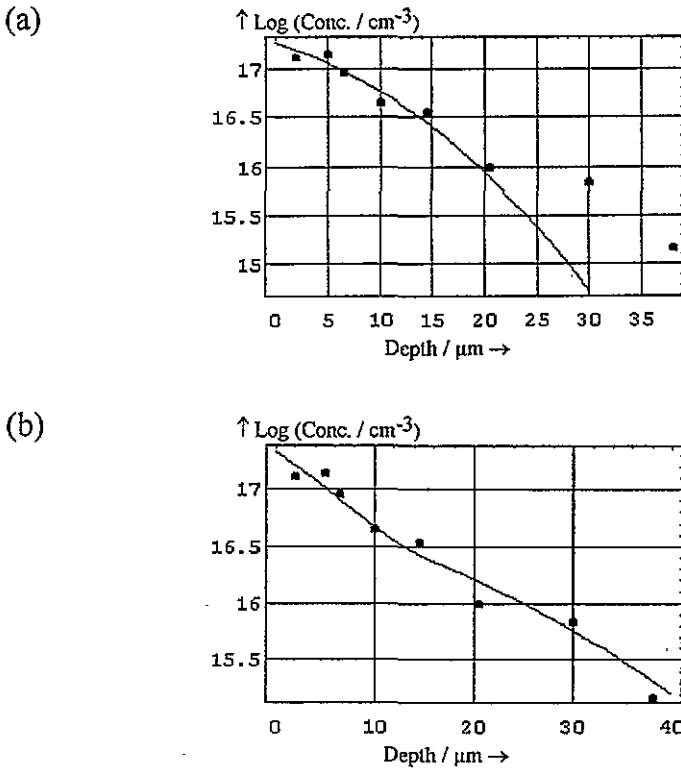 (a)
↑ Log (Conc. / cm-3)
17
16.5
16
15.5
15
0 5 10 15 20 25 30 35
Depth / μm →
(b)
↑ Log (Conc. / cm-3)
17
16.5
16
15.5
0 10 20 30 40
Depth / μm →